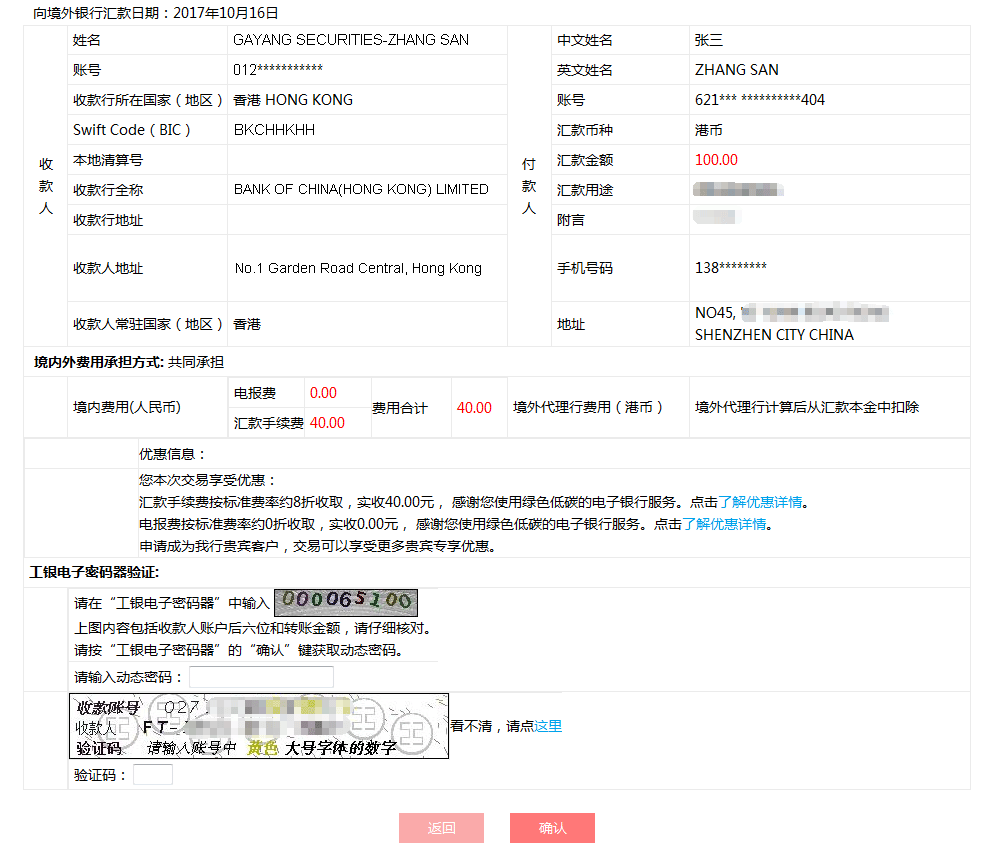 向境外银行汇款日期：2017年10月16日
收款人
姓名 GAYANG SECURITIES-ZHANG SAN
账号 012***********
收款行所在国家（地区） 香港 HONG KONG
Swift Code（BIC） BKCHHKHH
本地清算号
收款行全称 BANK OF CHINA(HONG KONG) LIMITED
收款行地址
收款人地址 No.1 Garden Road Central, Hong Kong
收款人常驻国家（地区） 香港
付款人
中文姓名 张三
英文姓名 ZHANG SAN
账号 621*** **********404
汇款币种 港币
汇款金额 100.00
汇款用途
附言
手机号码 138********
地址 NO45,
SHENZHEN CITY CHINA
境内外费用承担方式: 共同承担
境内费用(人民币) 电报费 0.00
汇款手续费 40.00
费用合计 40.00 境外代理行费用（港币） 境外代理行计算后从汇款本金中扣除
优惠信息：
您本次交易享受优惠：
汇款手续费按标准费率约8折收取，实收40.00元， 感谢您使用绿色低碳的电子银行服务。点击了解优惠详情。
电报费按标准费率约0折收取，实收0.00元， 感谢您使用绿色低碳的电子银行服务。点击了解优惠详情。
申请成为我行贵宾客户，交易可以享受更多贵宾专享优惠。
工银电子密码器验证:
请在“工银电子密码器”中输入 000065100
上图内容包括收款人账户后六位和转账金额，请仔细核对。
请按“工银电子密码器”的“确认”键获取动态密码。
请输入动态密码：
收款账号 027
收款人 FT-
验证码 请输入账号中 黄色 大号字体的数字
看不清，请点这里
验证码：
返回 确认